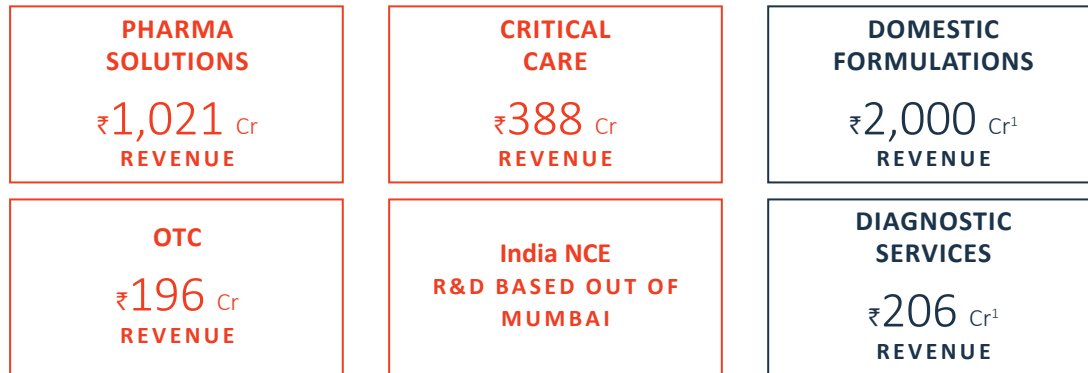 PHARMA
SOLUTIONS
₹1,021 Cr
REVENUE
CRITICAL
CARE
₹388 Cr
REVENUE
DOMESTIC
FORMULATIONS
₹2,000 Cr¹
REVENUE
OTC
₹196 Cr
REVENUE
India NCE
R&D BASED OUT OF
MUMBAI
DIAGNOSTIC
SERVICES
₹206 Cr¹
REVENUE